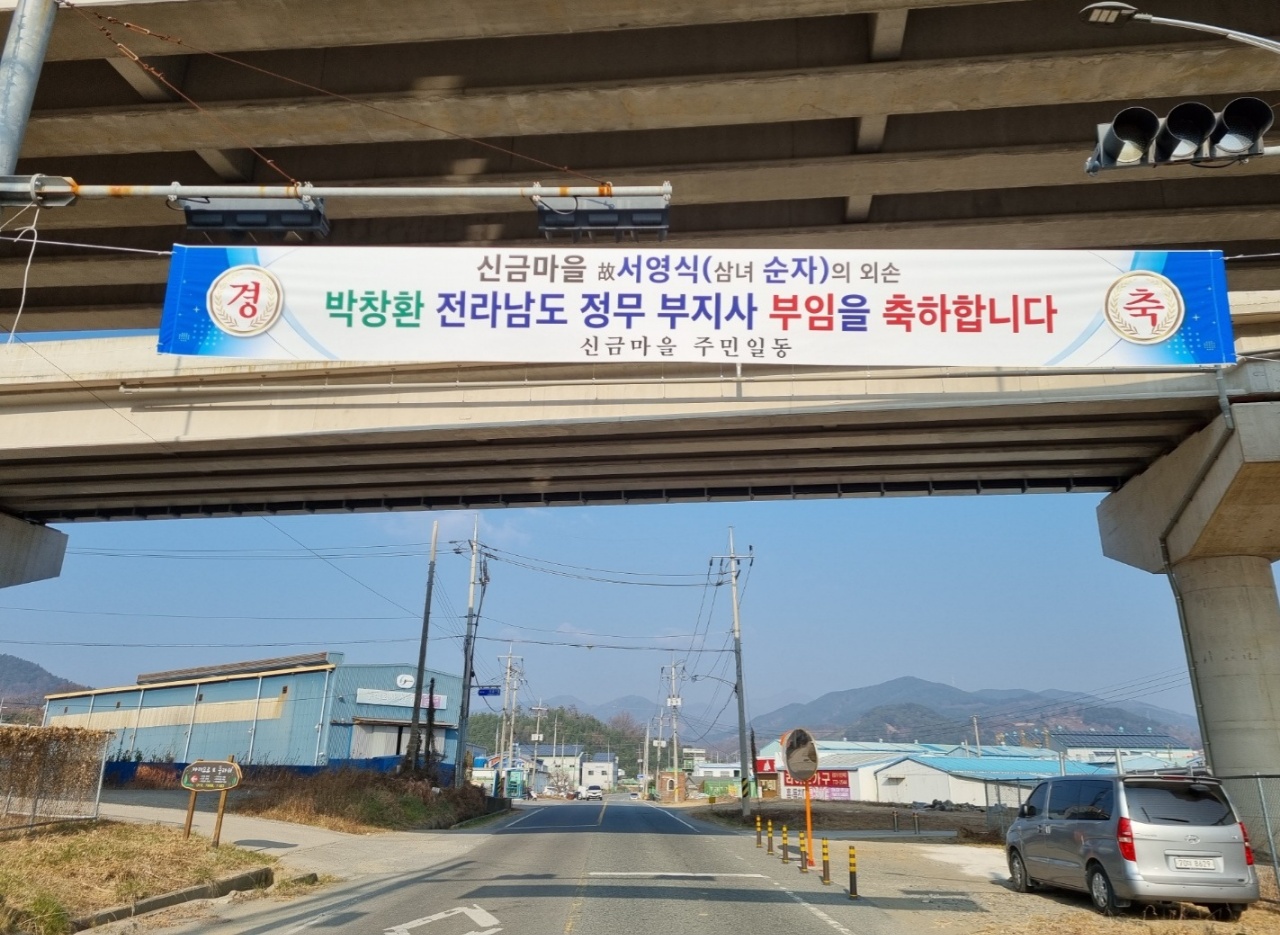 경
신금마을 故서영식(삼녀 순자)의 외손
박창환 전라남도 정무 부지사 부임을 축하합니다
신금마을 주민일동
축